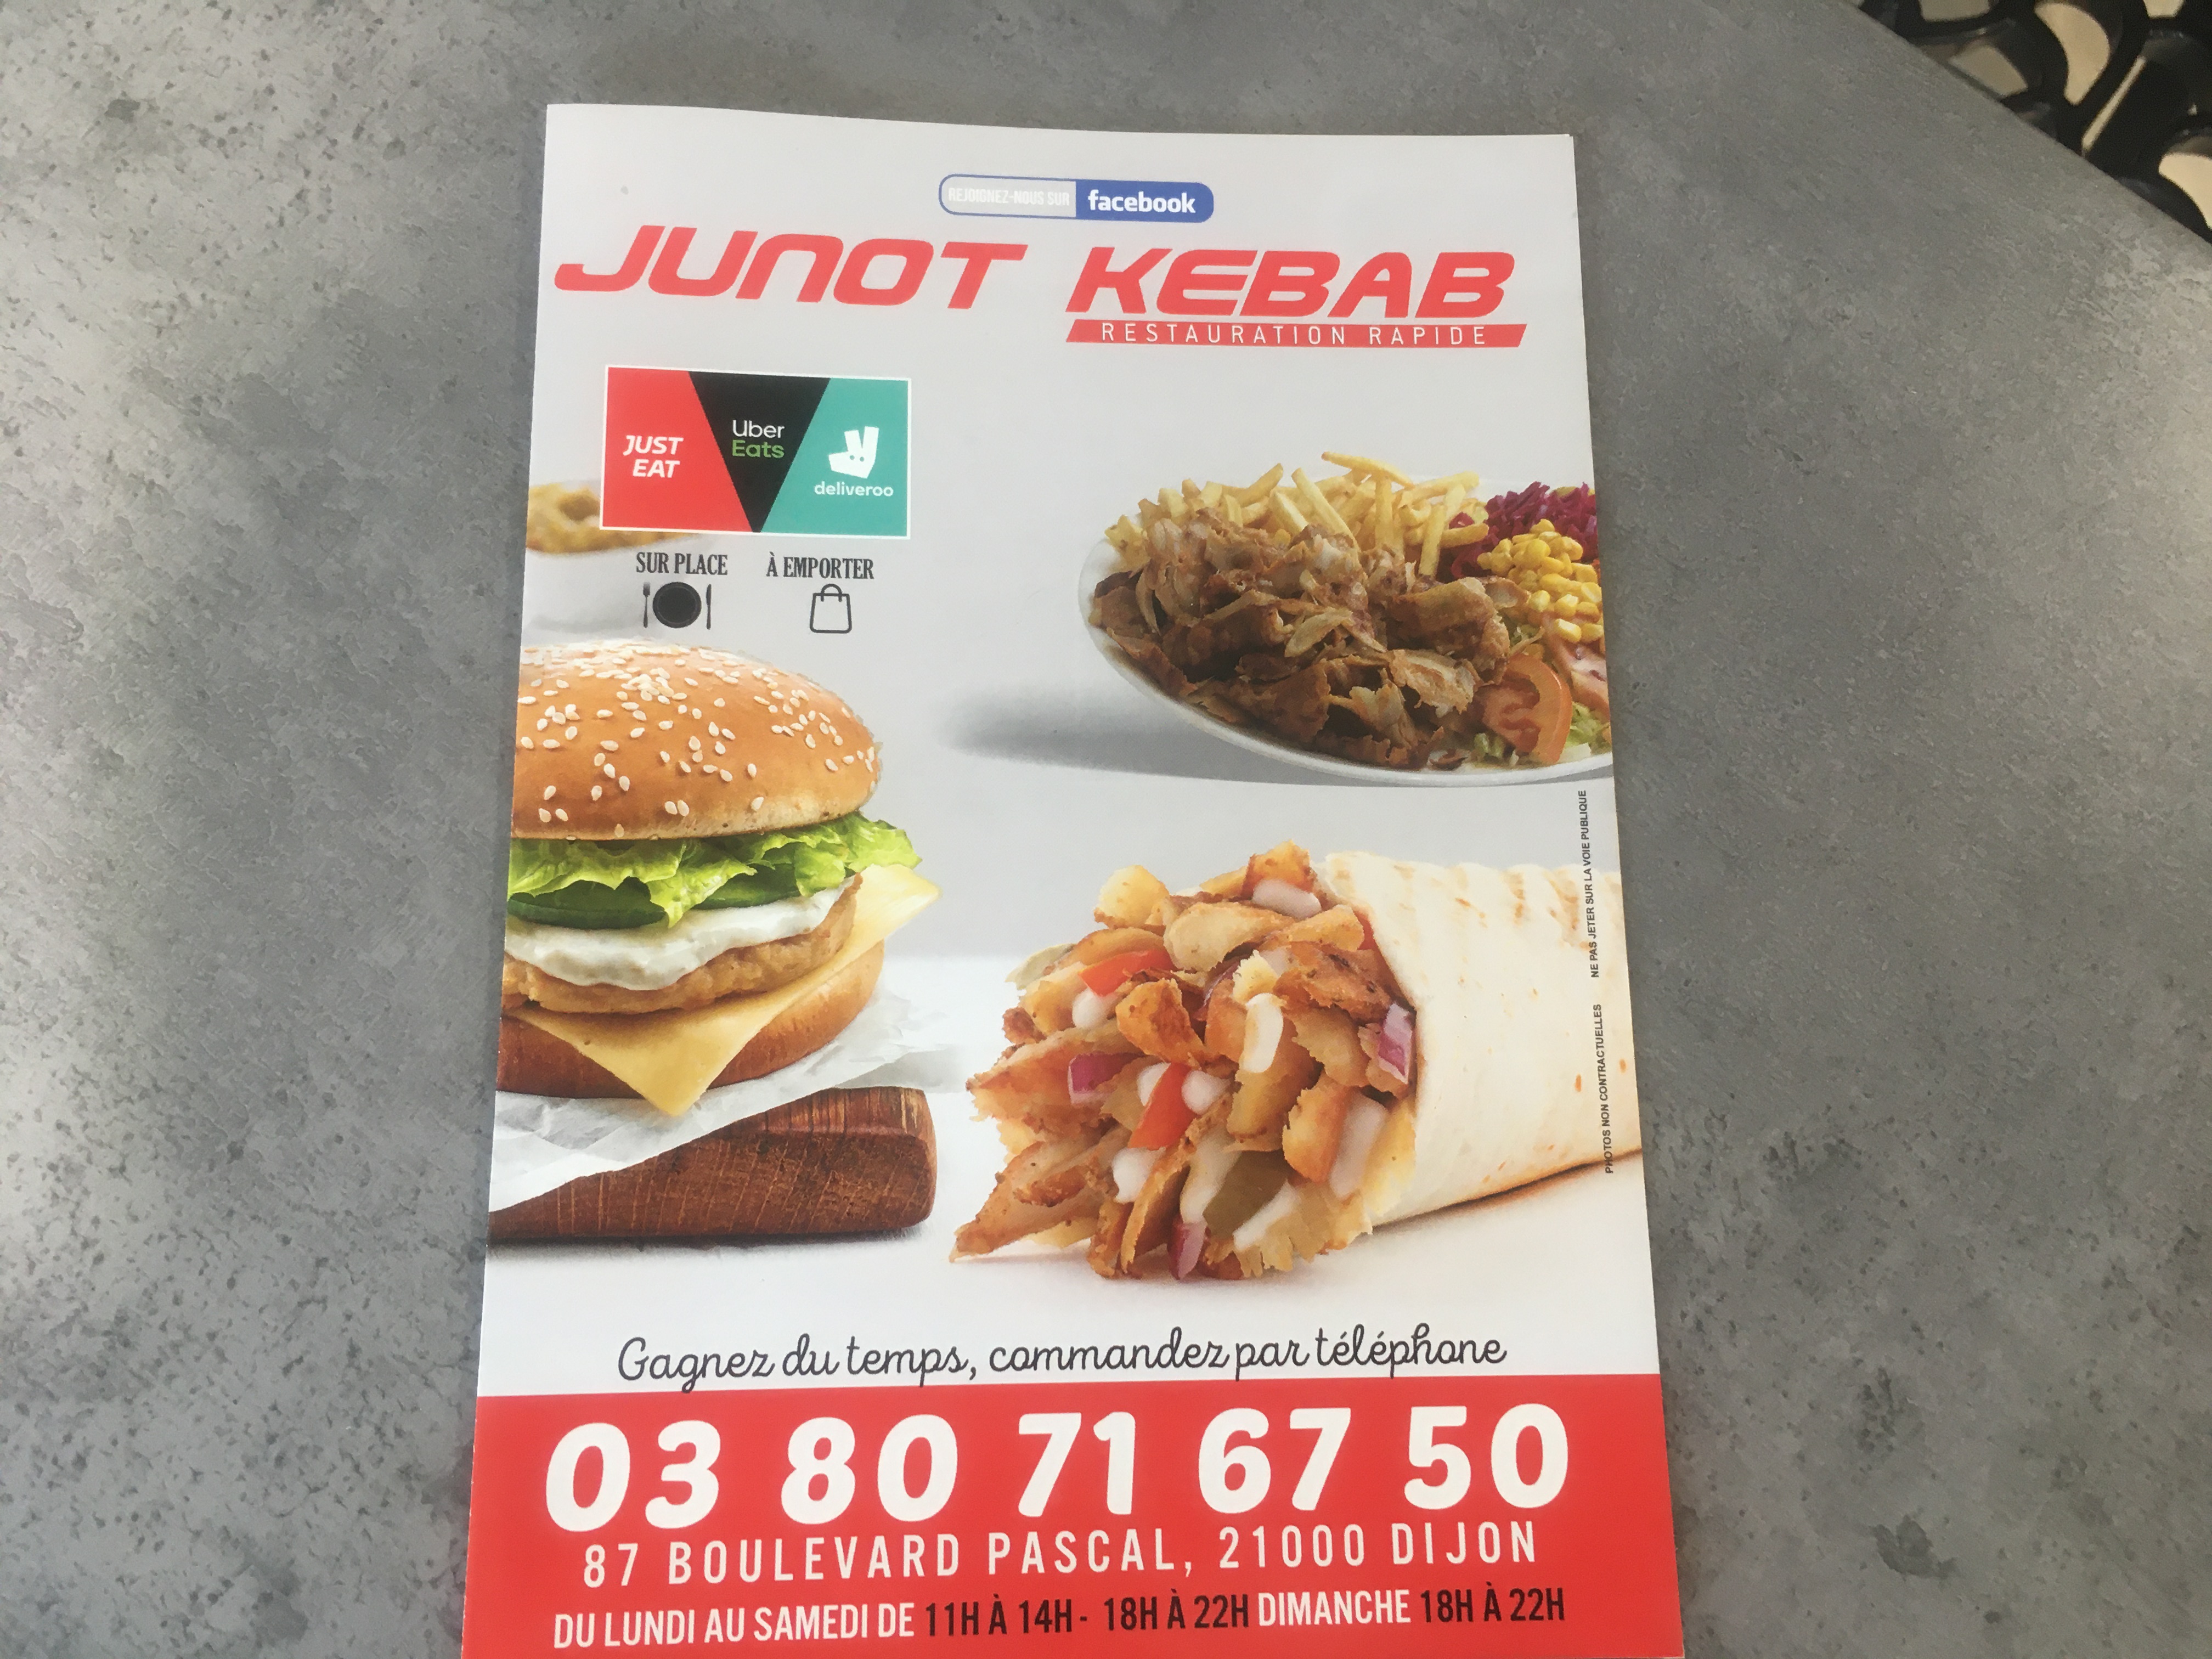 REJOIGNEZ-NOUS SUR facebook
JUNOT KEBAB
RESTAURATION RAPIDE
JUST
EAT
Uber
Eats
deliveroo
SUR PLACE
À EMPORTER
NE PAS JETER SUR LA VOIE PUBLIQUE
PHOTOS NON CONTRACTUELLES
Gagnez du temps, commandez par téléphone
03 80 71 67 50
87 BOULEVARD PASCAL, 21000 DIJON
DU LUNDI AU SAMEDI DE 11H À 14H - 18H À 22H DIMANCHE 18H À 22H